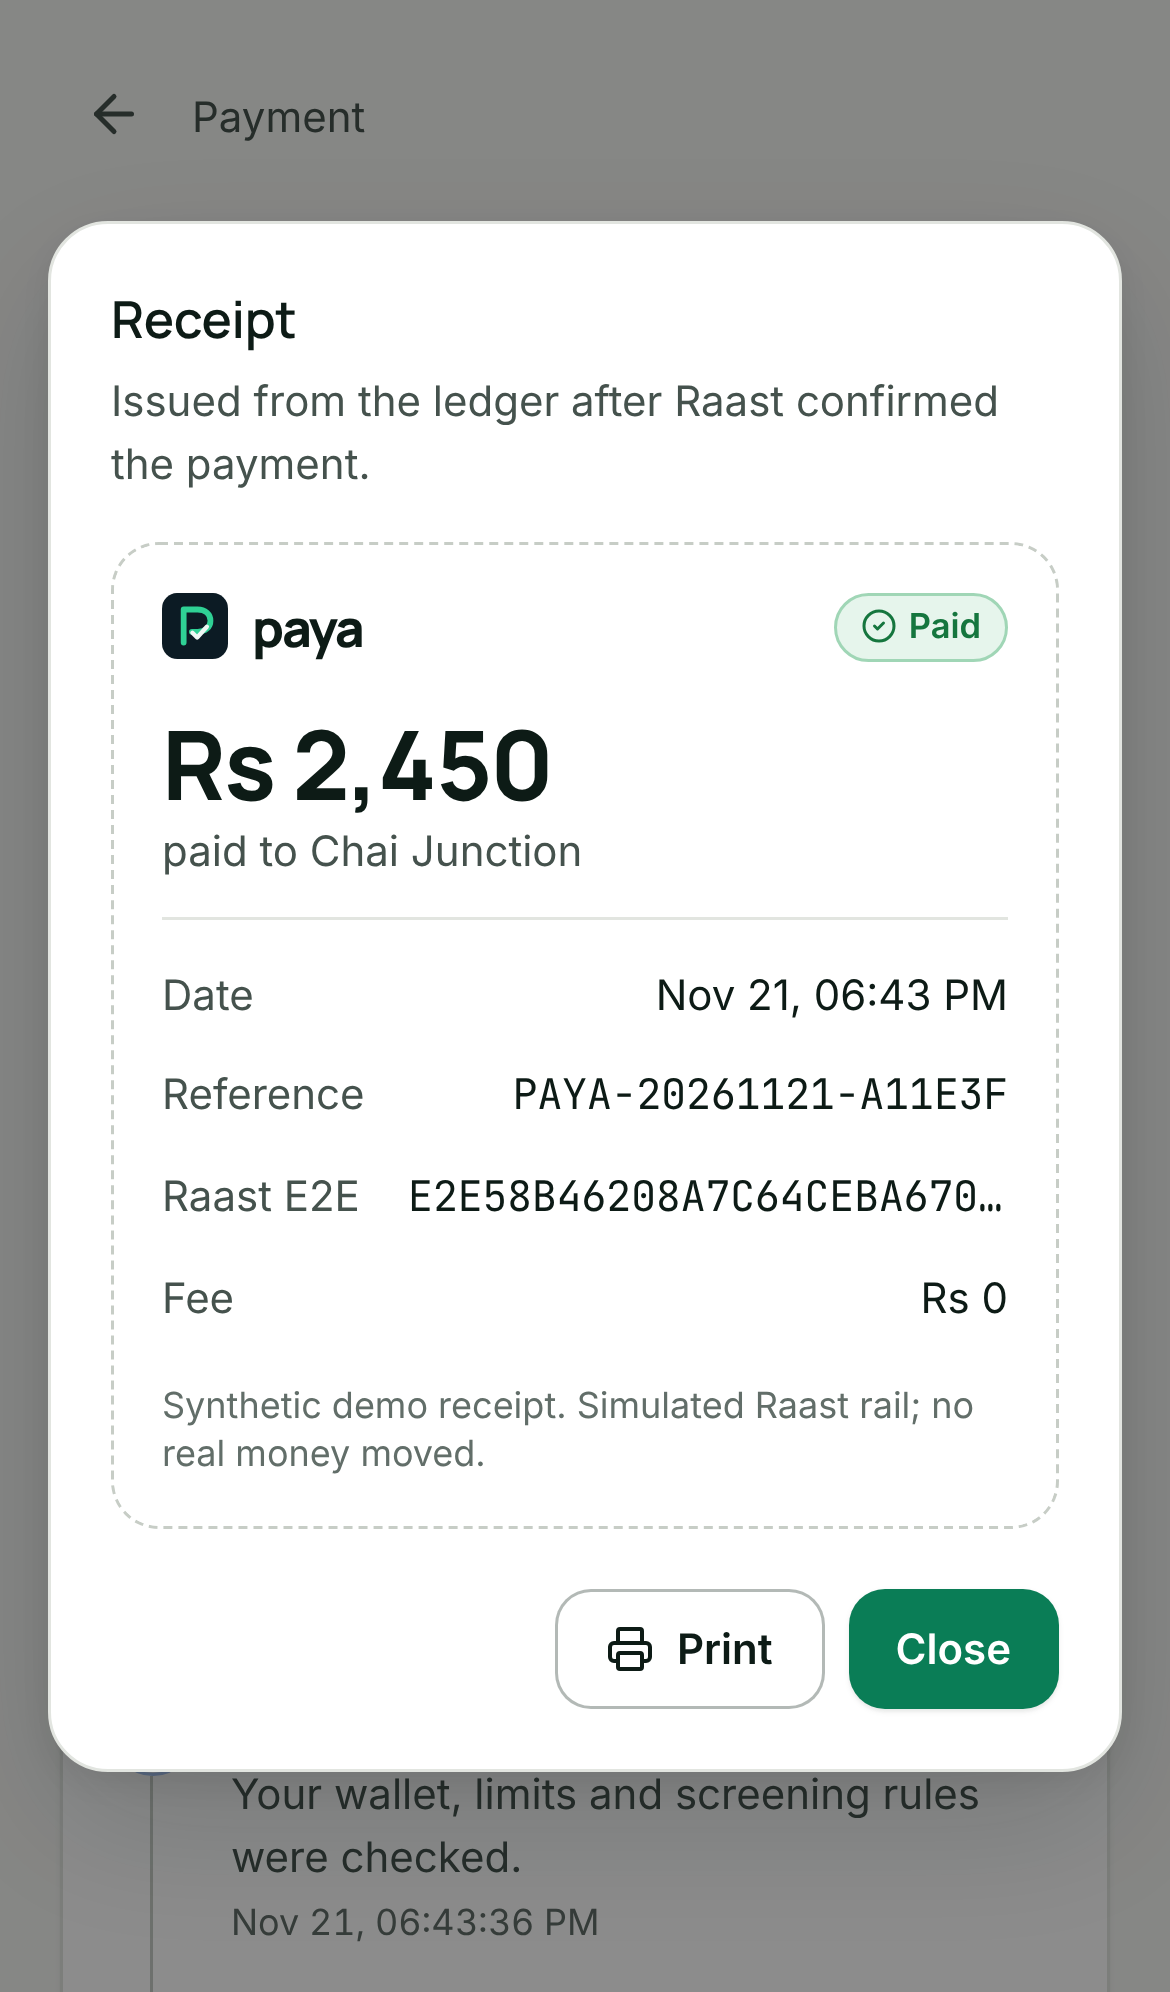 Payment
Receipt
Issued from the ledger after Raast confirmed
the payment.
paya
Paid
Rs 2,450
paid to Chai Junction
Date
Nov 21, 06:43 PM
Reference
PAYA-20261121-A11E3F
Raast E2E
E2E58B46208A7C64CEBA670…
Fee
Rs 0
Synthetic demo receipt. Simulated Raast rail; no
real money moved.
Print
Close
Your wallet, limits and screening rules
were checked.
Nov 21, 06:43:36 PM